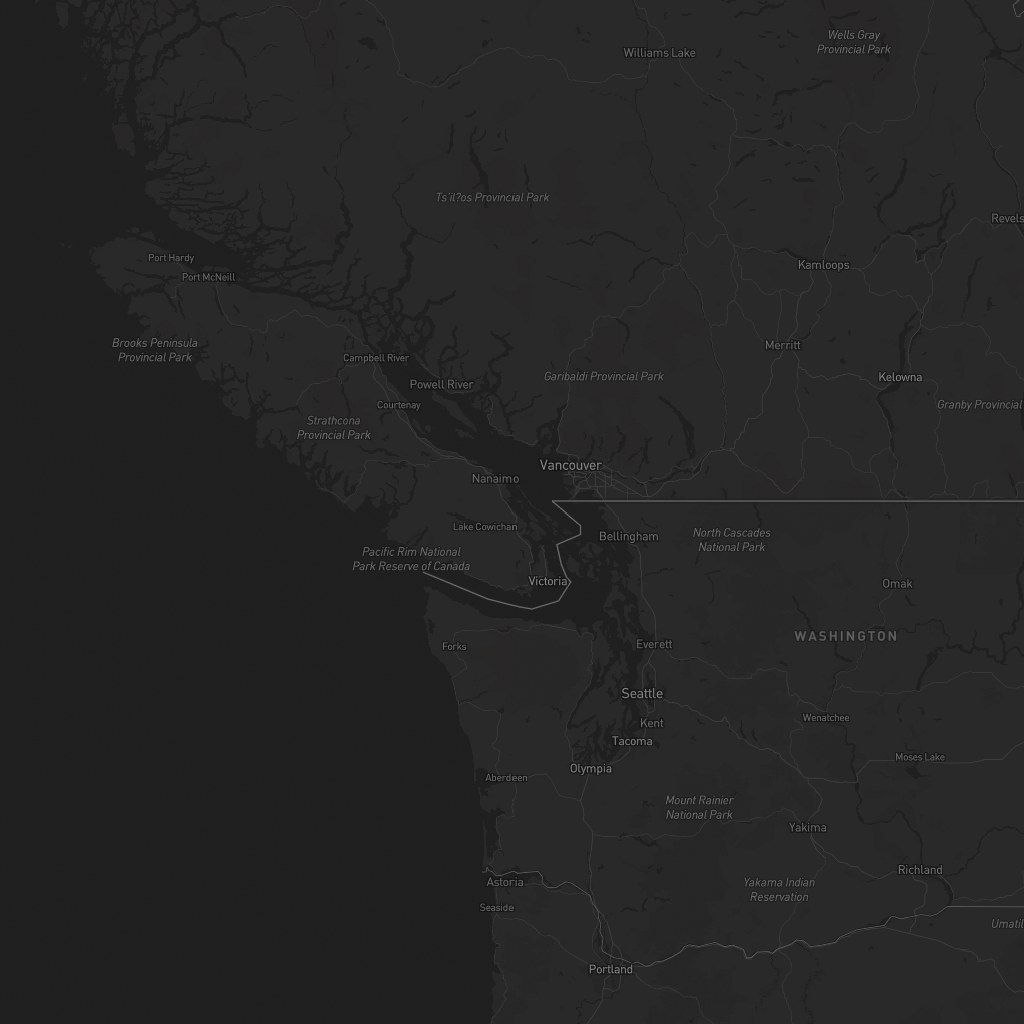 Wells Gray
Provincial Park
Williams Lake
Ts'il?os Provincial Park
Revels
Port Hardy
Kamloops
Port McNeill
Brooks Peninsula
Provincial Park
Merritt
Campbell River
Garibaldi Provincial Park
Kelowna
Powell River
Courtenay
Granby Provincial
Strathcona
Provincial Park
Vancouver
Nanaimo
Lake Cowichan
Bellingham
North Cascades
National Park
Pacific Rim National
Park Reserve of Canada
Victoria
Omak
WASHINGTON
Forks
Everett
Seattle
Wenatchee
Kent
Tacoma
Moses Lake
Olympia
Aberdeen
Mount Rainier
National Park
Yakima
Richland
Astoria
Yakama Indian
Reservation
Seaside
Umatil
Portland